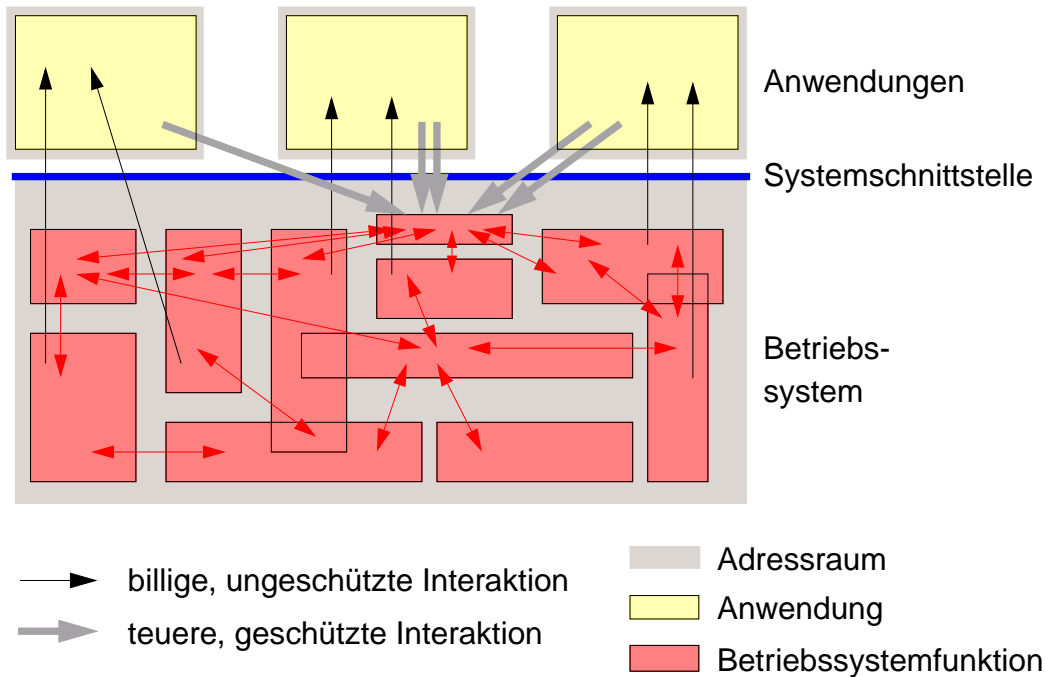 Anwendungen
Systemschnittstelle
Betriebs-
system
billige, ungeschützte Interaktion
teuere, geschützte Interaktion
Adressraum
Anwendung
Betriebssystemfunktion